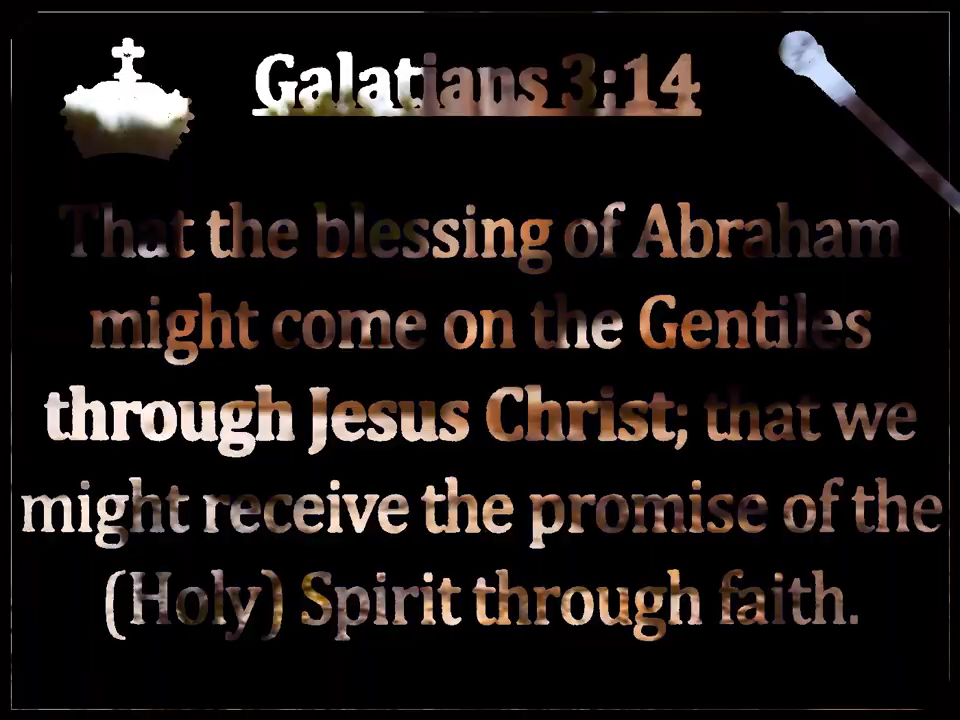 Galatians 3:14
That the blessing of Abraham
might come on the Gentiles
through Jesus Christ; that we
might receive the promise of the
(Holy) Spirit through faith.